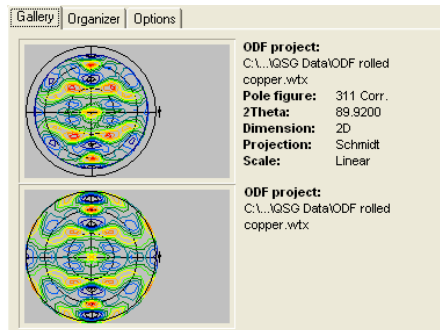 Gallery Organizer Options
ODF project:
C:\...\QSG Data\ODF rolled
copper.wtx
Pole figure: 311 Corr.
2Theta: 89.9200
Dimension: 2D
Projection: Schmidt
Scale: Linear
ODF project:
C:\...\QSG Data\ODF rolled
copper.wtx